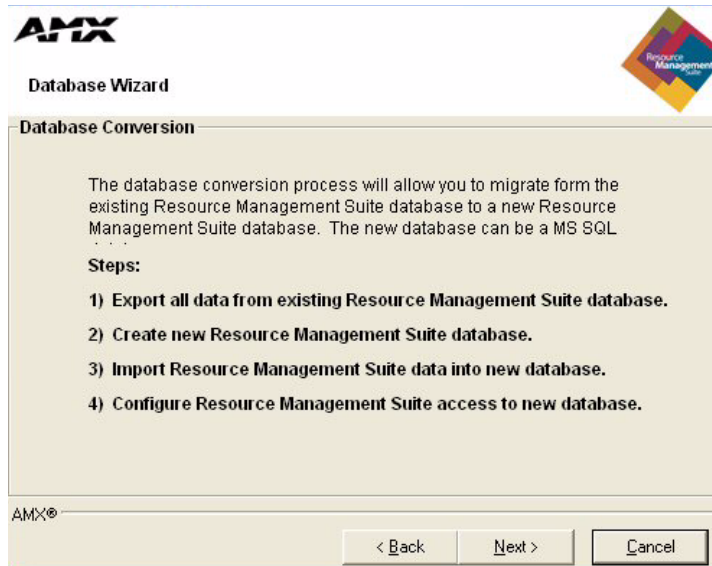 AMX
Resource
Management
Suite
Database Wizard
Database Conversion
The database conversion process will allow you to migrate form the
existing Resource Management Suite database to a new Resource
Management Suite database. The new database can be a MS SQL
Steps:
1) Export all data from existing Resource Management Suite database.
2) Create new Resource Management Suite database.
3) Import Resource Management Suite data into new database.
4) Configure Resource Management Suite access to new database.
AMX®
< Back
Next >
Cancel